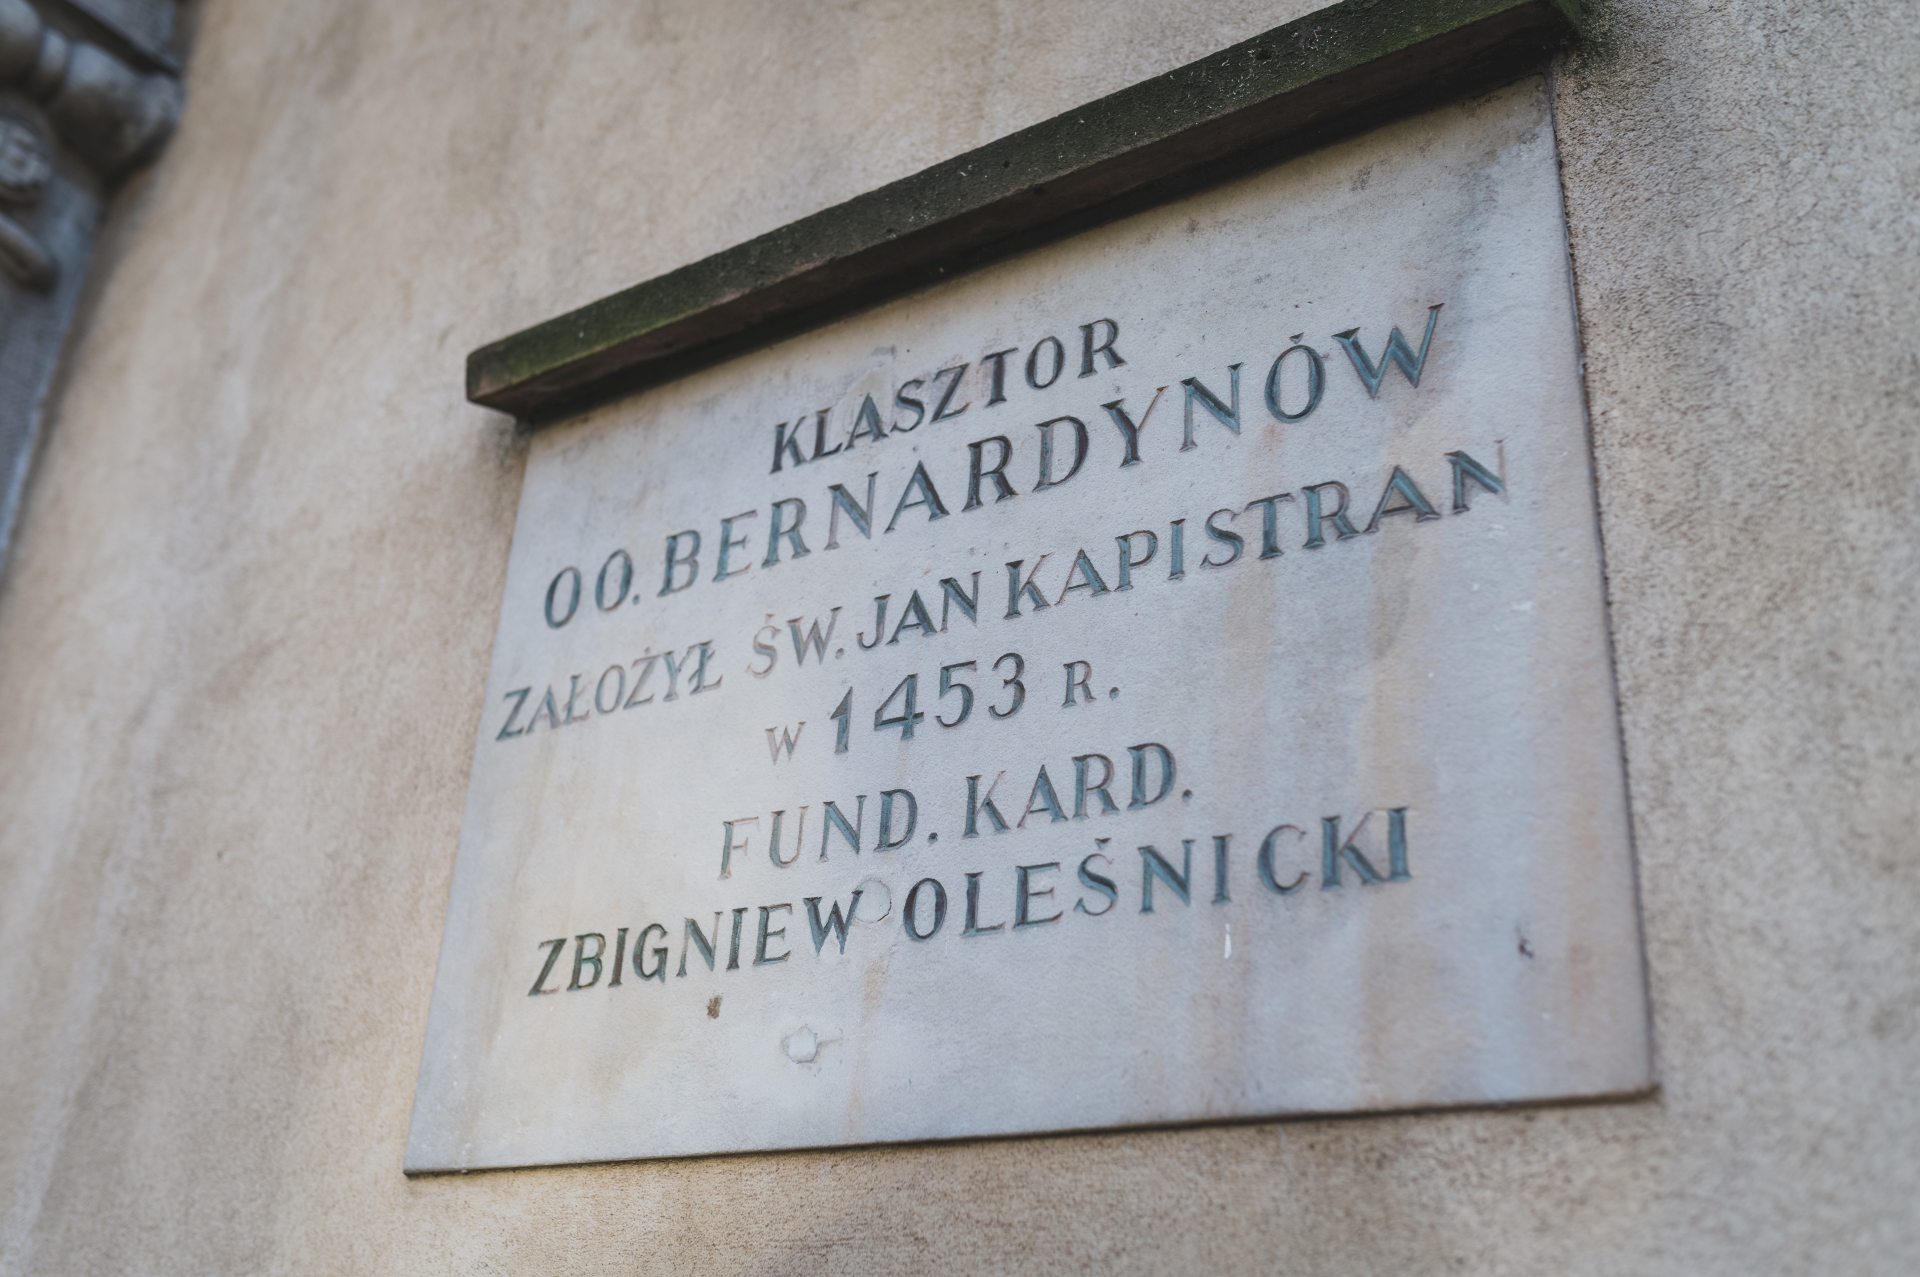 KLASZTOR
OO. BERNARDYNÓW
ZAŁOŻYŁ ŚW. JAN KAPISTRAN
W 1453 R.
FUND. KARD.
ZBIGNIEW OLEŚNICKI